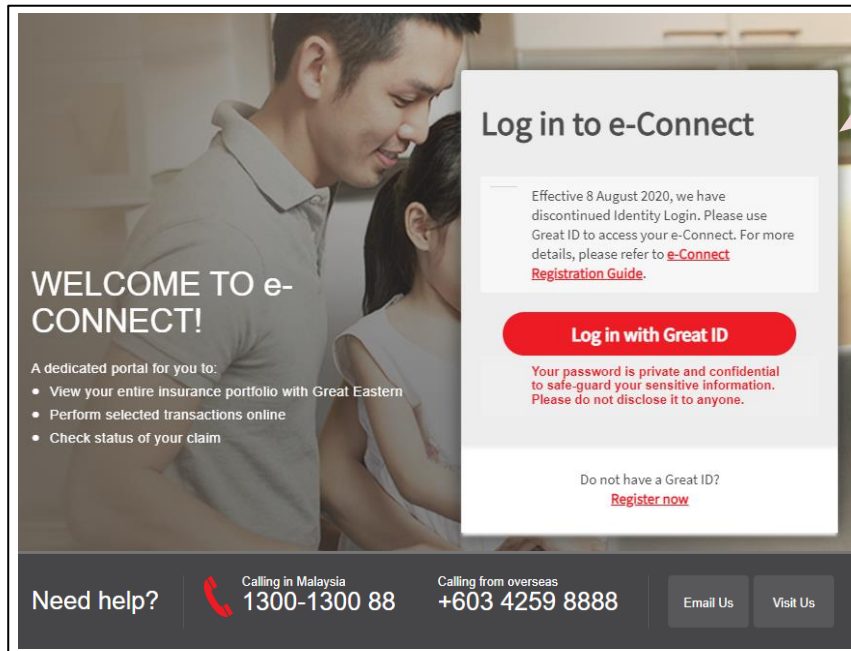 Log in to e-Connect
Effective 8 August 2020, we have
discontinued Identity Login. Please use
Great ID to access your e-Connect. For more
details, please refer to e-Connect
Registration Guide.
Log in with Great ID
Your password is private and confidential
to safe-guard your sensitive information.
Please do not disclose it to anyone.
Do not have a Great ID?
Register now
WELCOME TO e-
CONNECT!
A dedicated portal for you to:
• View your entire insurance portfolio with Great Eastern
• Perform selected transactions online
• Check status of your claim
Need help?
Calling in Malaysia
1300-1300 88
Calling from overseas
+603 4259 8888
Email Us
Visit Us